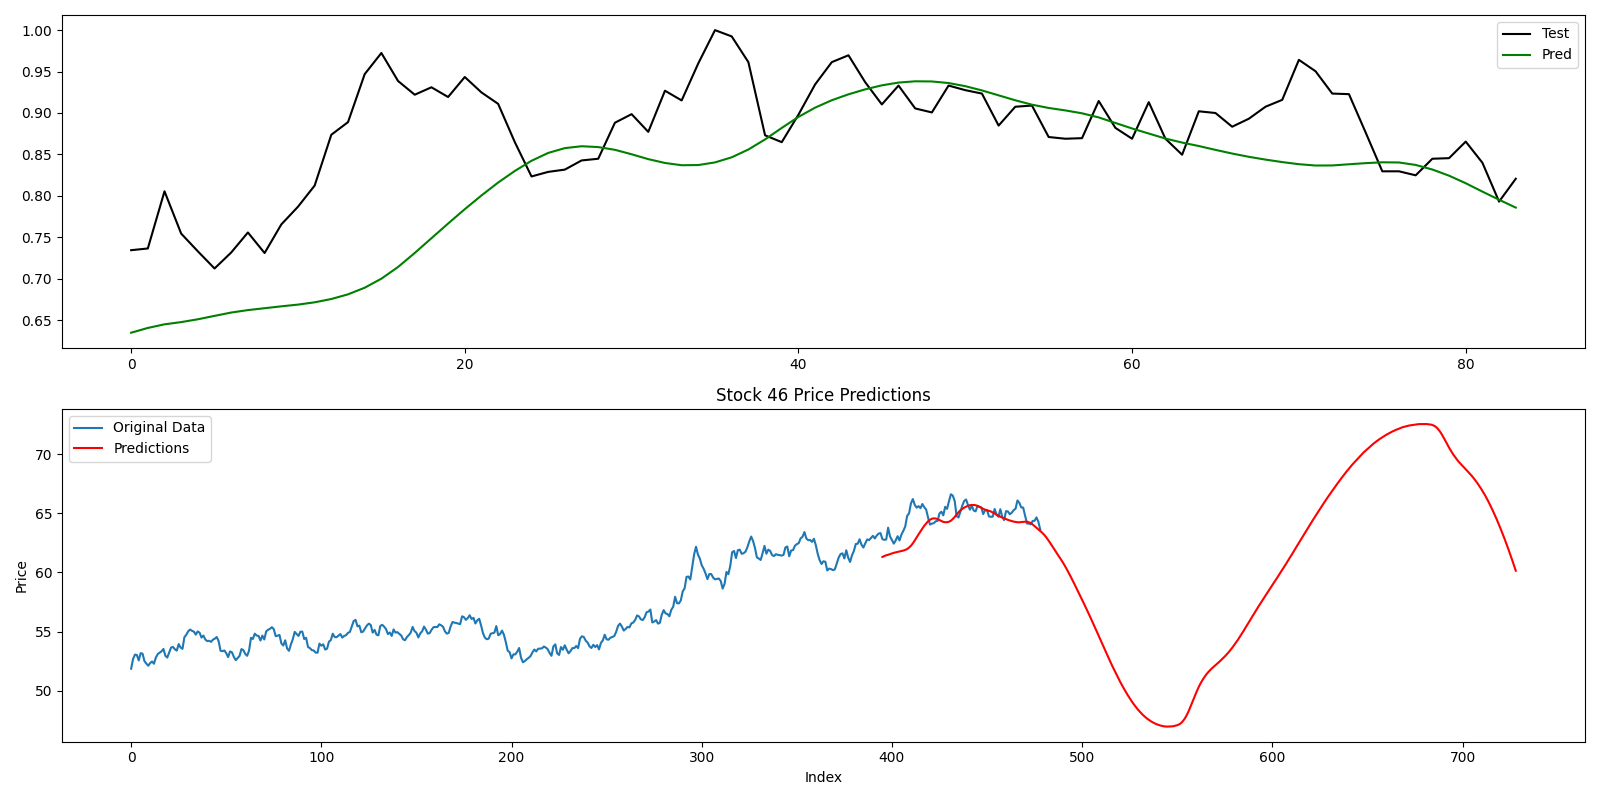 1.00
0.95
0.90
0.85
0.80
0.75
0.70
0.65
Test
Pred
0 20 40 60 80
Stock 46 Price Predictions
Original Data
Predictions
Price
70
65
60
55
50
0 100 200 300 400 500 600 700
Index